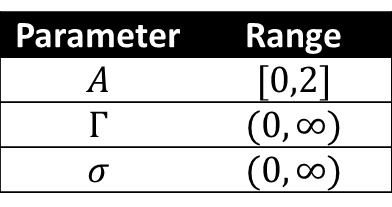 Parameter Range
A [0,2]
Γ (0,∞)
σ (0,∞)